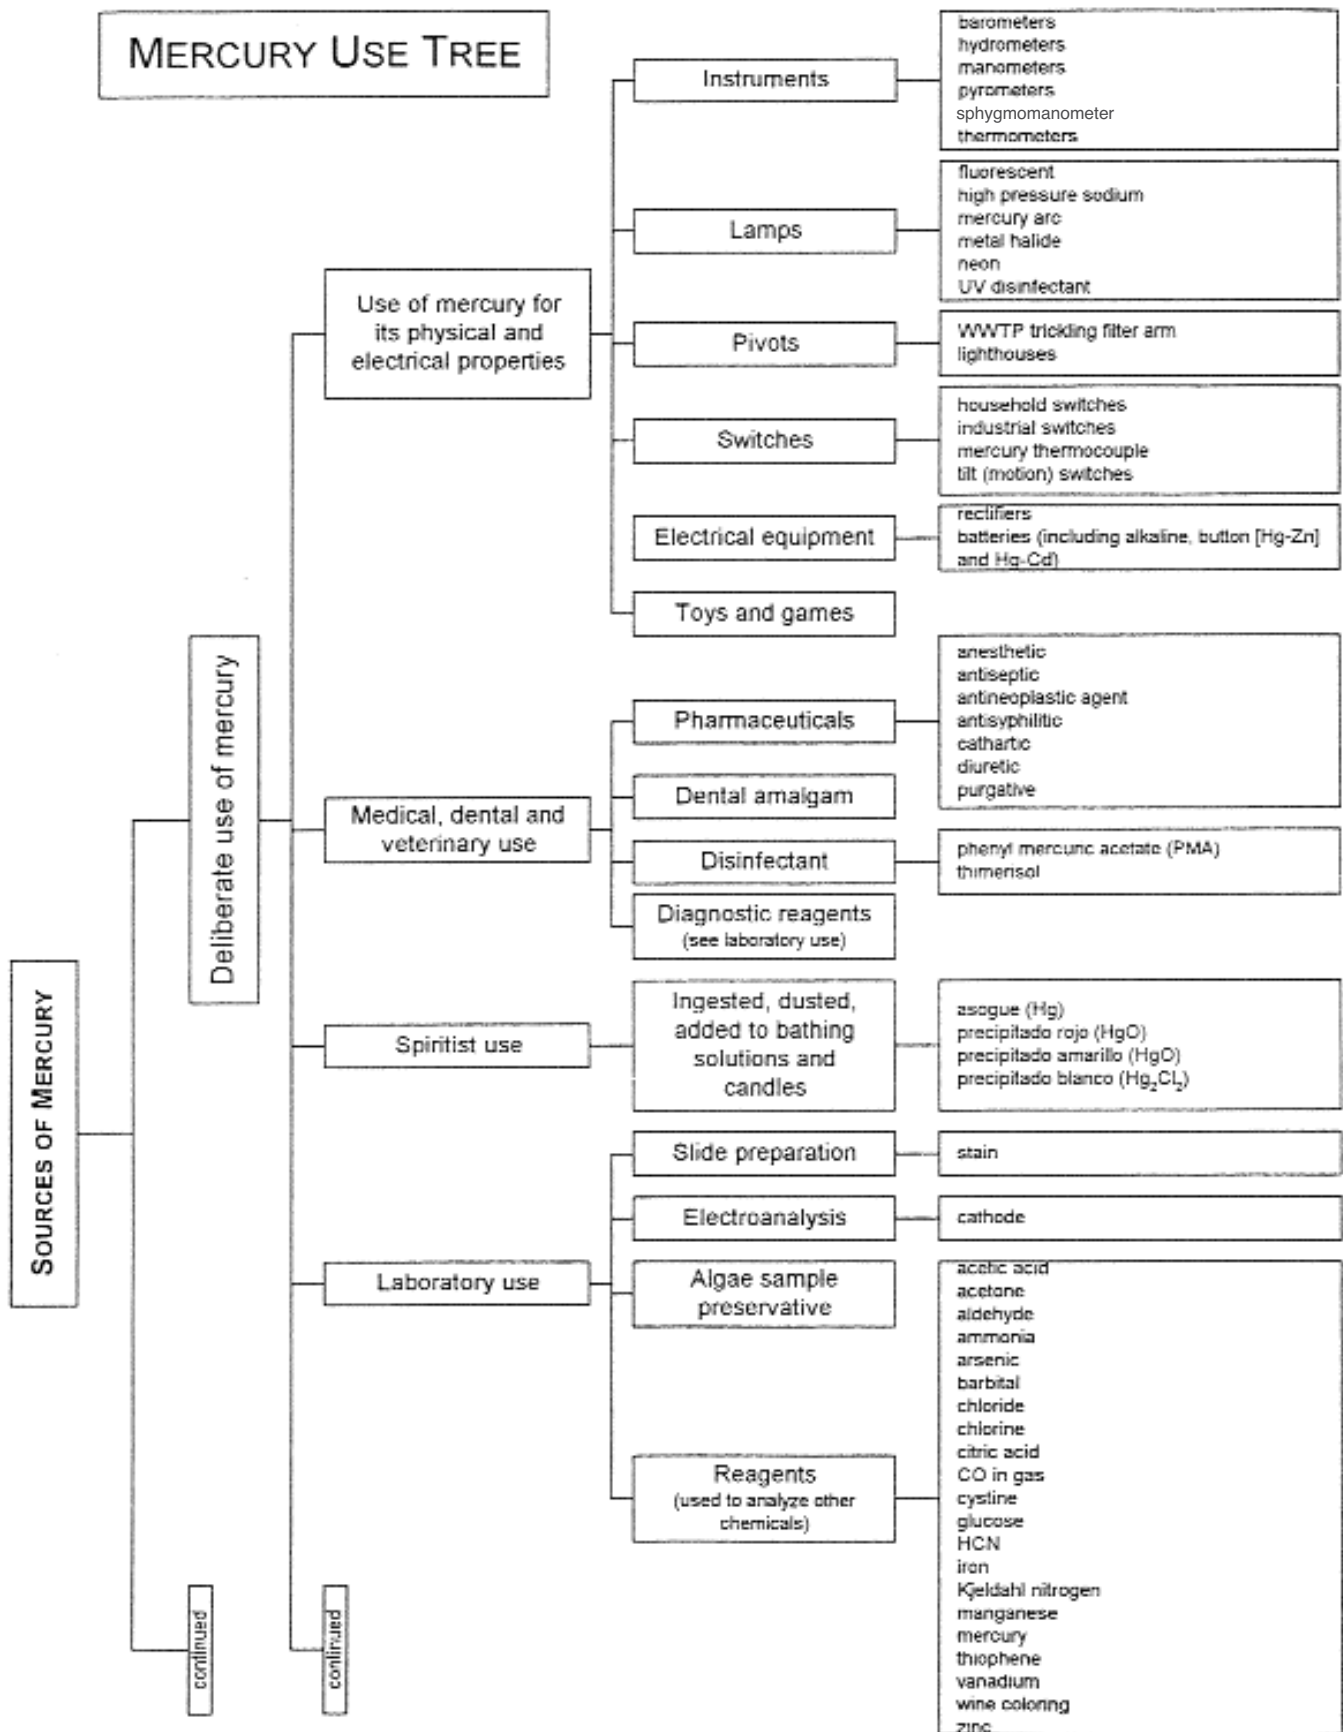 MERCURY USE TREE
SOURCES OF MERCURY
Deliberate use of mercury
continued
continued
Use of mercury for
its physical and
electrical properties
Instruments
barometers
hydrometers
manometers
pyrometers
sphygmomanometer
thermometers
Lamps
fluorescent
high pressure sodium
mercury arc
metal halide
neon
UV disinfectant
Pivots
WWTP trickling filter arm
lighthouses
Switches
household switches
industrial switches
mercury thermocouple
tilt (motion) switches
Electrical equipment
rectifiers
batteries (including alkaline, button [Hg-Zn]
and Hg-Cd)
Toys and games
Medical, dental and
veterinary use
Pharmaceuticals
anesthetic
antiseptic
antineoplastic agent
antisyphilitic
cathartic
diuretic
purgative
Dental amalgam
Disinfectant
phenyl mercuric acetate (PMA)
thimerisol
Diagnostic reagents
(see laboratory use)
Spiritist use
Ingested, dusted,
added to bathing
solutions and
candles
asogue (Hg)
precipitado rojo (HgO)
precipitado amarillo (HgO)
precipitado blanco (Hg₂Cl₂)
Laboratory use
Slide preparation
stain
Electroanalysis
cathode
Algae sample
preservative
Reagents
(used to analyze other
chemicals)
acetic acid
acetone
aldehyde
ammonia
arsenic
barbital
chloride
chlorine
citric acid
CO in gas
cystine
glucose
HCN
iron
Kjeldahl nitrogen
manganese
mercury
thiophene
vanadium
wine coloring
zinc